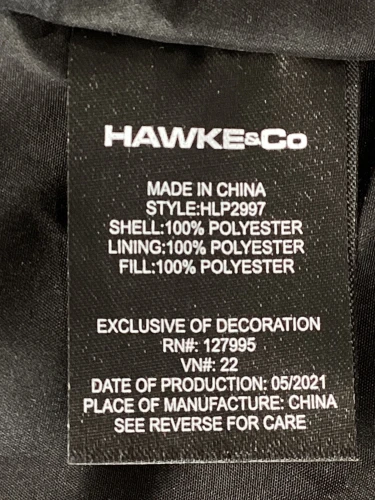 HAWKE&Co
MADE IN CHINA
STYLE:HLP2997
SHELL:100% POLYESTER
LINING:100% POLYESTER
FILL:100% POLYESTER
EXCLUSIVE OF DECORATION
RN#: 127995
VN#: 22
DATE OF PRODUCTION: 05/2021
PLACE OF MANUFACTURE: CHINA
SEE REVERSE FOR CARE